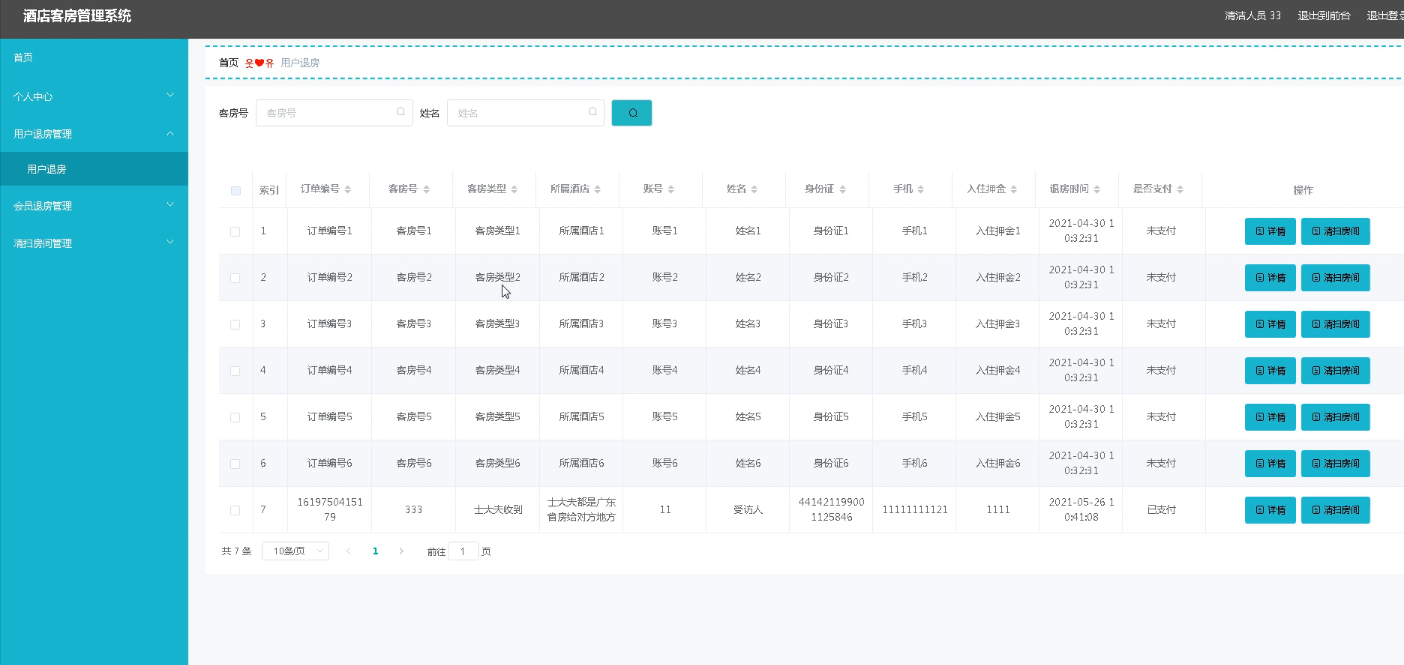 酒店客房管理系统
清洁人员 33 退出到前台 退出登录
首页
个人中心
用户退房管理
用户退房
会员退房管理
清扫房间管理
首页 웃❤유 用户退房
客房号 客房号 姓名 姓名
索引 订单编号 客房号 客房类型 所属酒店 账号 姓名 身份证 手机 入住押金 退房时间 是否支付 操作
1 订单编号1 客房号1 客房类型1 所属酒店1 账号1 姓名1 身份证1 手机1 入住押金1 2021-04-30 1
0:32:31 未支付 详情 清扫房间
2 订单编号2 客房号2 客房类型2 所属酒店2 账号2 姓名2 身份证2 手机2 入住押金2 2021-04-30 1
0:32:31 未支付 详情 清扫房间
3 订单编号3 客房号3 客房类型3 所属酒店3 账号3 姓名3 身份证3 手机3 入住押金3 2021-04-30 1
0:32:31 未支付 详情 清扫房间
4 订单编号4 客房号4 客房类型4 所属酒店4 账号4 姓名4 身份证4 手机4 入住押金4 2021-04-30 1
0:32:31 未支付 详情 清扫房间
5 订单编号5 客房号5 客房类型5 所属酒店5 账号5 姓名5 身份证5 手机5 入住押金5 2021-04-30 1
0:32:31 未支付 详情 清扫房间
6 订单编号6 客房号6 客房类型6 所属酒店6 账号6 姓名6 身份证6 手机6 入住押金6 2021-04-30 1
0:32:31 未支付 详情 清扫房间
7 16197504151
79 333 士大夫收到 士大夫都是广东
省房给对方地方 11 受访人 44142119900
1125846 11111111121 1111 2021-05-26 1
0:41:08 已支付 详情 清扫房间
共 7 条 10条/页 1 前往 1 页